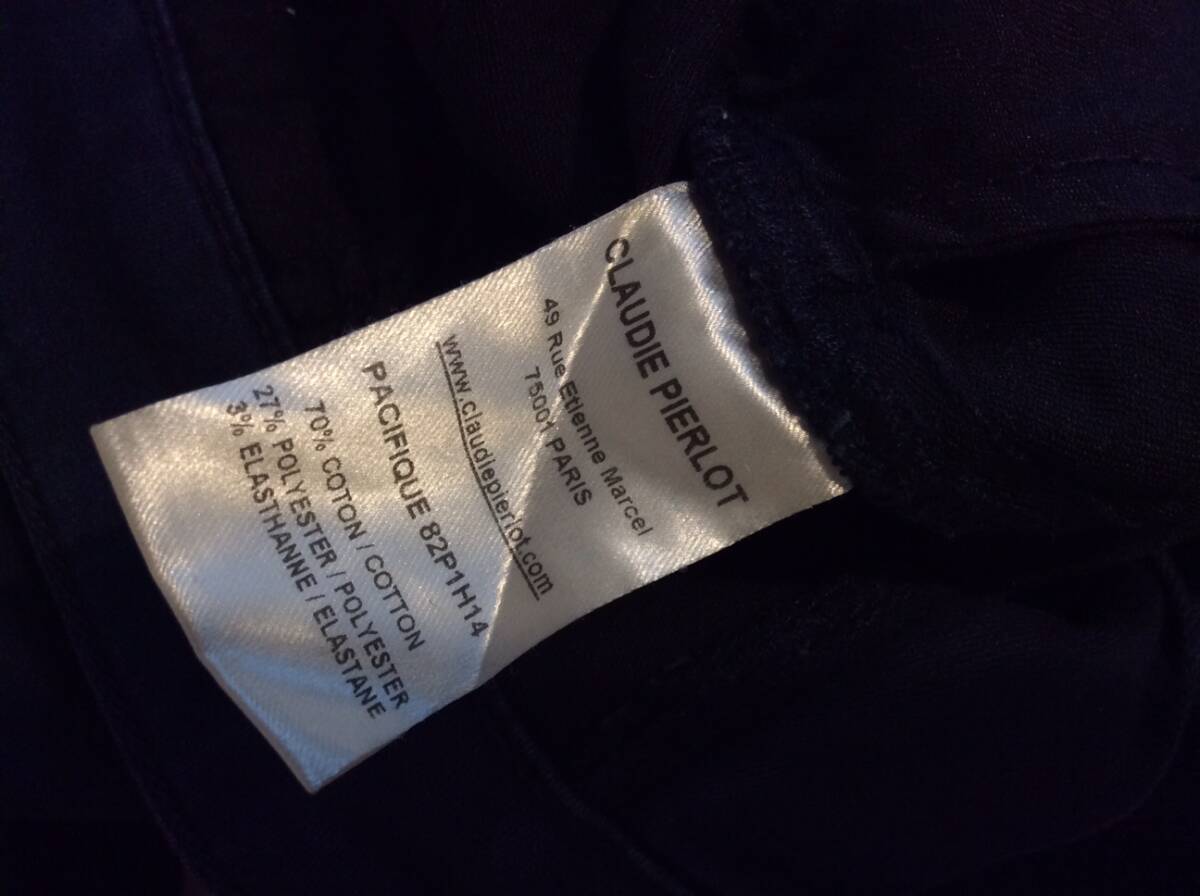 CLAUDIE PIERLOT
49 Rue Etienne Marcel
75001 PARIS
www.claudiepierlot.com
PACIFIQUE 82P1H14
70% COTON / COTTON
27% POLYESTER / POLYESTER
3% ELASTHANNE / ELASTANE